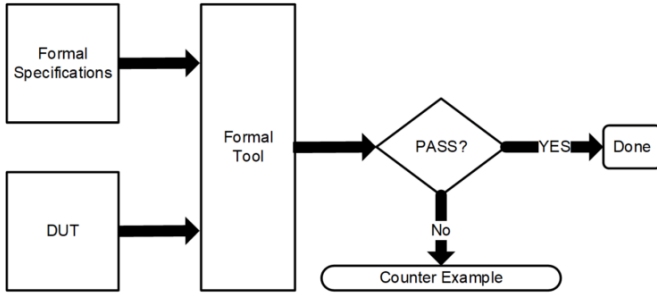 Formal
Specifications
Formal
Tool
PASS?
YES
Done
DUT
No
Counter Example